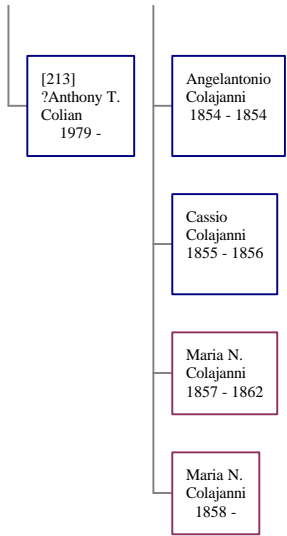 [213]
?Anthony T.
Colian
1979 -
Angelantonio
Colajanni
1854 - 1854
Cassio
Colajanni
1855 - 1856
Maria N.
Colajanni
1857 - 1862
Maria N.
Colajanni
1858 -